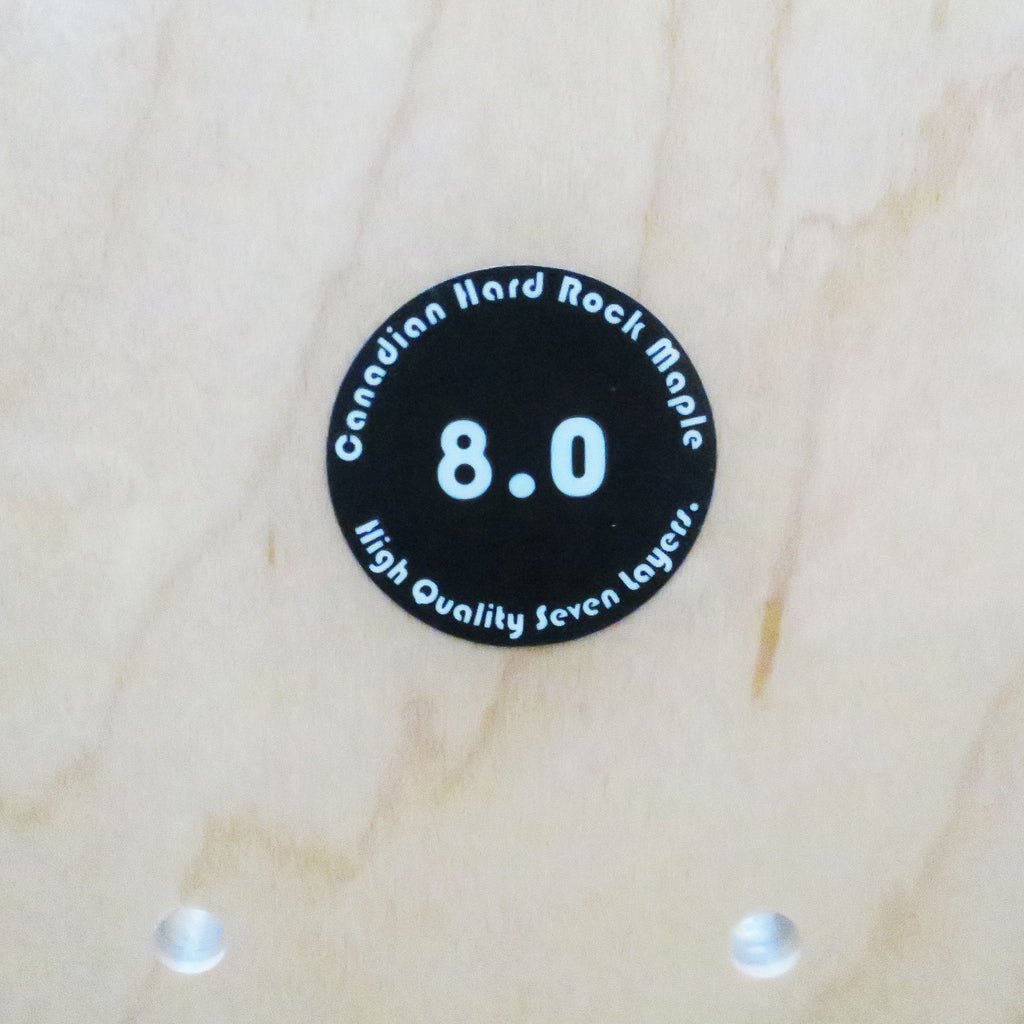 Canadian Hard Rock Maple
8.0
High Quality Seven Layers.